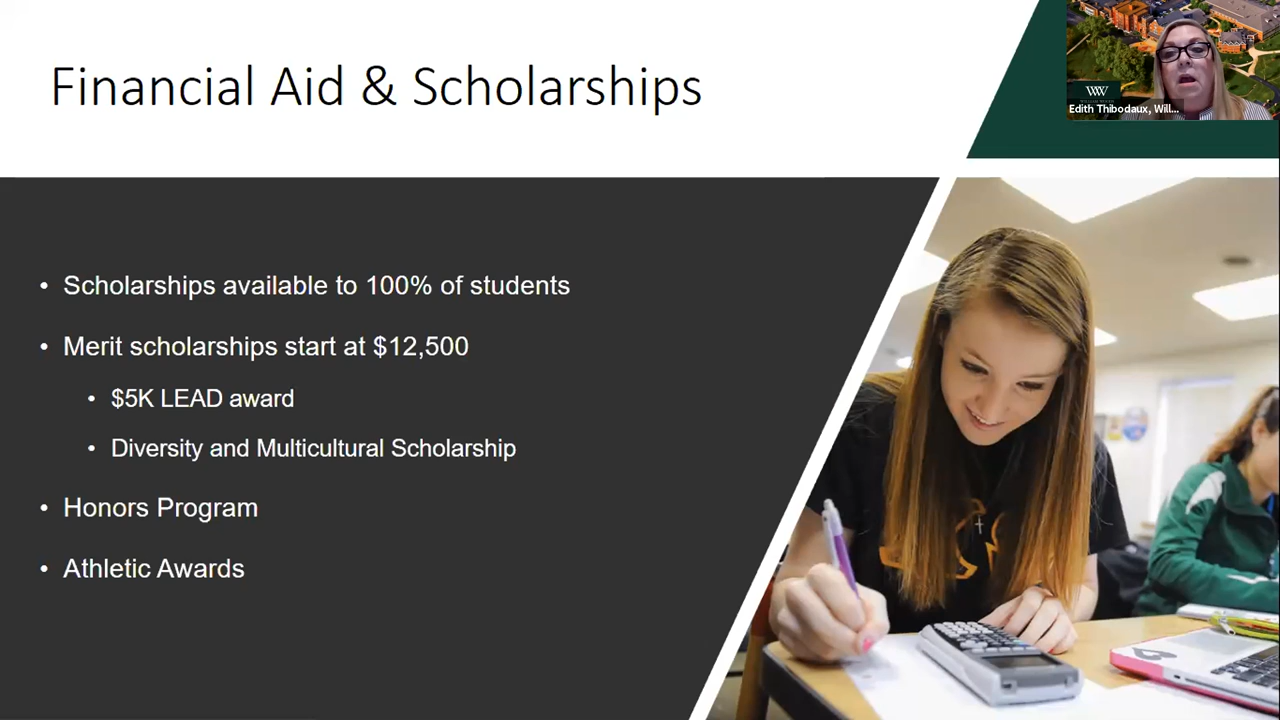 Financial Aid & Scholarships
WW
Edith Thibodaux, Will...
• Scholarships available to 100% of students
• Merit scholarships start at $12,500
• $5K LEAD award
• Diversity and Multicultural Scholarship
• Honors Program
• Athletic Awards